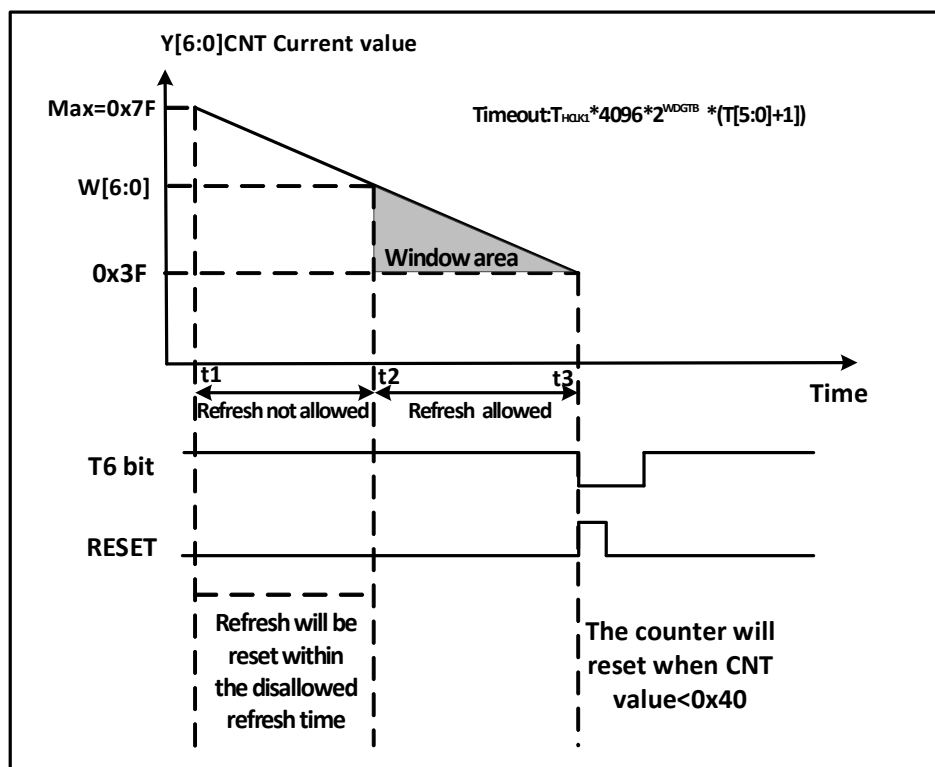 Y[6:0]CNT Current value
Max=0x7F
Timeout:THCLK1*4096*2WDGTB *(T[5:0]+1])
W[6:0]
Window area
0x3F
t1
t2
t3
Refresh not allowed
Refresh allowed
Time
T6 bit
RESET
Refresh will be
reset within
the disallowed
refresh time
The counter will
reset when CNT
value<0x40